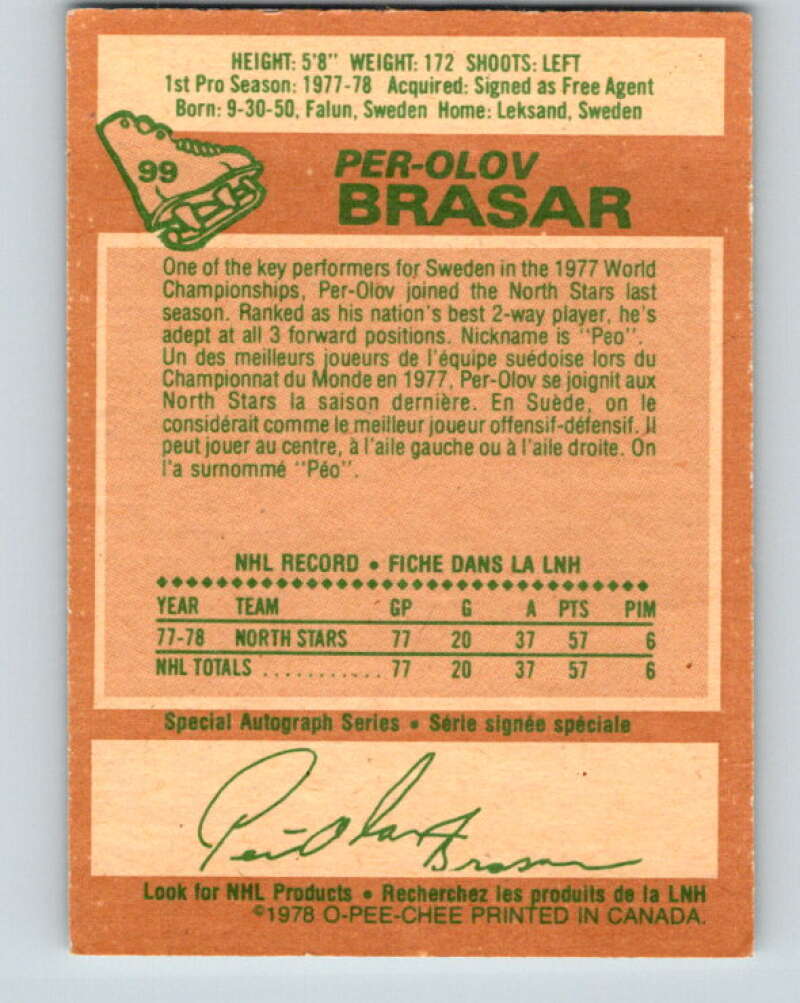 HEIGHT: 5'8" WEIGHT: 172 SHOOTS: LEFT
1st Pro Season: 1977-78 Acquired: Signed as Free Agent
Born: 9-30-50, Falun, Sweden Home: Leksand, Sweden
99
PER-OLOV
BRASAR
One of the key performers for Sweden in the 1977 World
Championships, Per-Olov joined the North Stars last
season. Ranked as his nation's best 2-way player, he's
adept at all 3 forward positions. Nickname is "Peo".
Un des meilleurs joueurs de l'équipe suédoise lors du
Championnat du Monde en 1977, Per-Olov se joignit aux
North Stars la saison dernière. En Suède, on le
considérait comme le meilleur joueur offensif-défensif. Il
peut jouer au centre, à l'aile gauche ou à l'aile droite. On
l'a surnommé "Péo".
NHL RECORD • FICHE DANS LA LNH
YEAR TEAM GP G A PTS PIM
77-78 NORTH STARS 77 20 37 57 6
NHL TOTALS ............ 77 20 37 57 6
Special Autograph Series • Série signée spéciale
Per-Olov Brasar
Look for NHL Products • Recherchez les produits de la LNH
©1978 O-PEE-CHEE PRINTED IN CANADA.